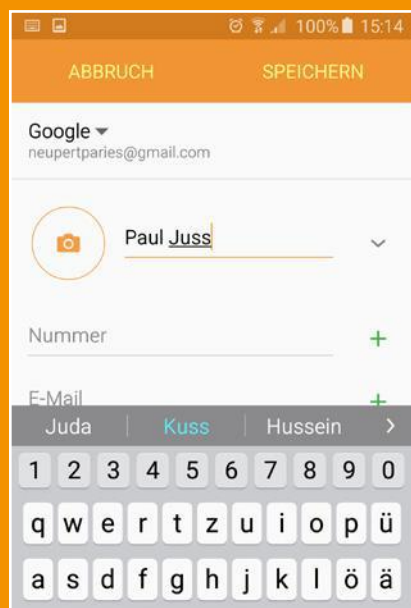 100% 15:14
ABBRUCH SPEICHERN
Google
neupertparies@gmail.com
Paul Juss
Nummer +
E-Mail +
Juda Kuss Hussein >
1 2 3 4 5 6 7 8 9 0
q w e r t z u i o p ü
a s d f g h j k l ö ä